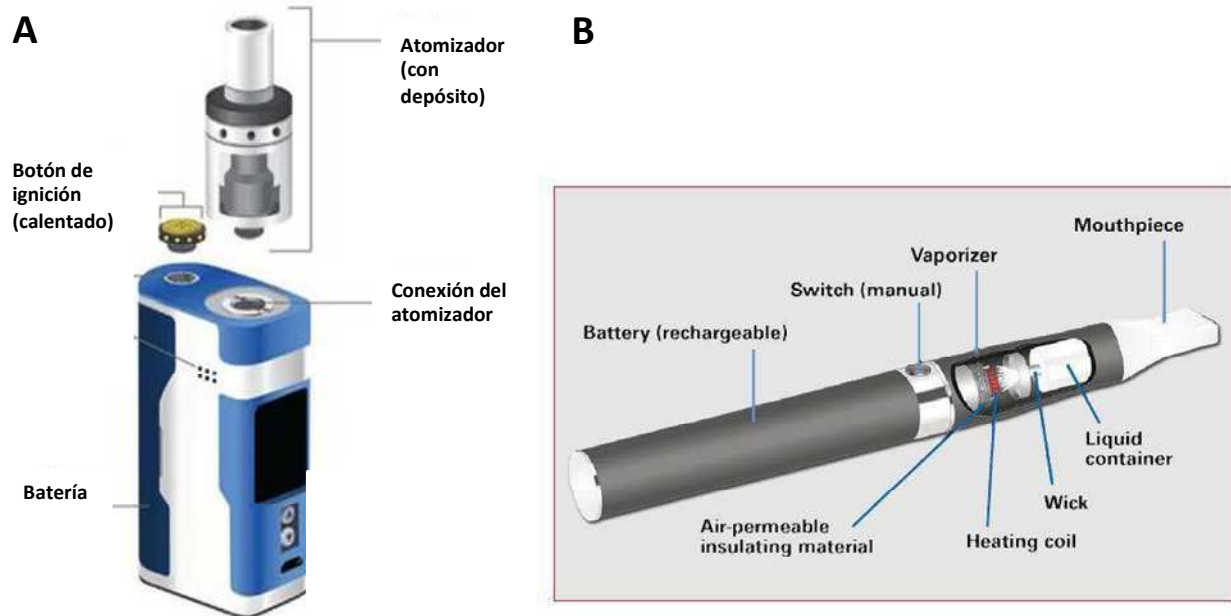 A
Atomizador
(con
depósito)
Botón de
ignición
(calentado)
Conexión del
atomizador
Batería
B
Mouthpiece
Vaporizer
Switch (manual)
Battery (rechargeable)
Liquid
container
Wick
Air-permeable
insulating material
Heating coil